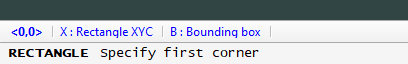 <0,0> | X : Rectangle XYC | B : Bounding box
RECTANGLE Specify first corner